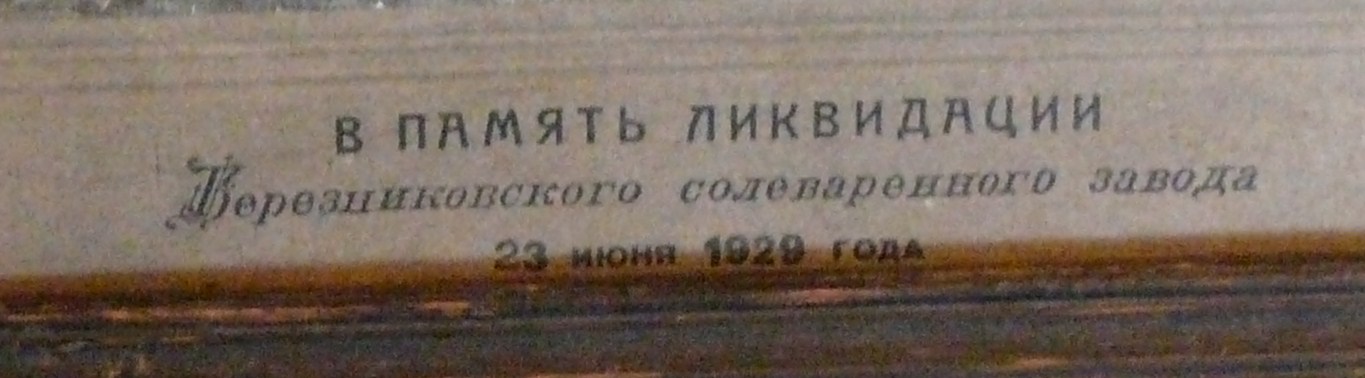 В ПАМЯТЬ ЛИКВИДАЦИИ
Березниковского солеваренного завода
23 июня 1929 года